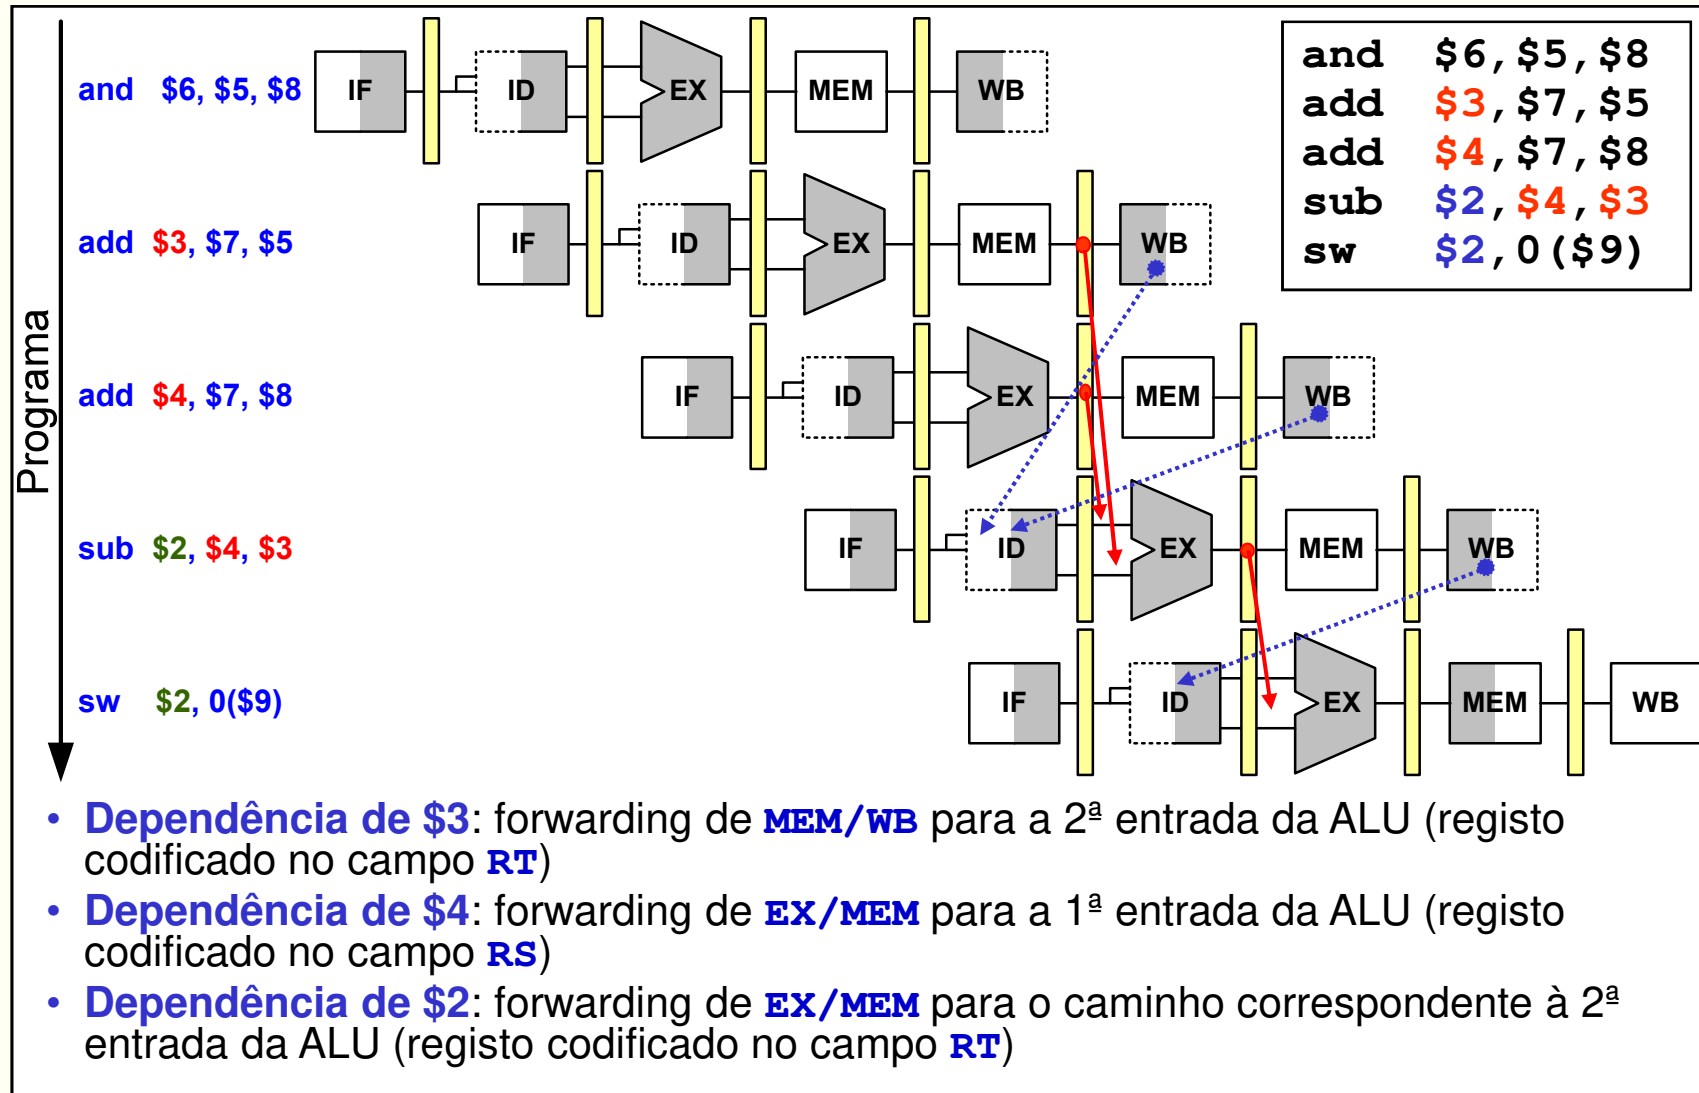 and $6, $5, $8 IF ID EX MEM WB
and $6,$5,$8
add $3,$7,$5
add $4,$7,$8
sub $2,$4,$3
sw $2,0($9)
add $3, $7, $5 IF ID EX MEM WB
Programa
add $4, $7, $8 IF ID EX MEM WB
sub $2, $4, $3 IF ID EX MEM WB
sw $2, 0($9) IF ID EX MEM WB
• Dependência de $3: forwarding de MEM/WB para a 2ª entrada da ALU (registo
codificado no campo RT)
• Dependência de $4: forwarding de EX/MEM para a 1ª entrada da ALU (registo
codificado no campo RS)
• Dependência de $2: forwarding de EX/MEM para o caminho correspondente à 2ª
entrada da ALU (registo codificado no campo RT)